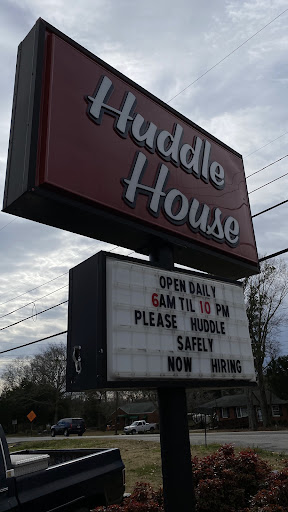 Huddle
House
OPEN DAILY
6AM TIL 10 PM
PLEASE HUDDLE
SAFELY
NOW HIRING